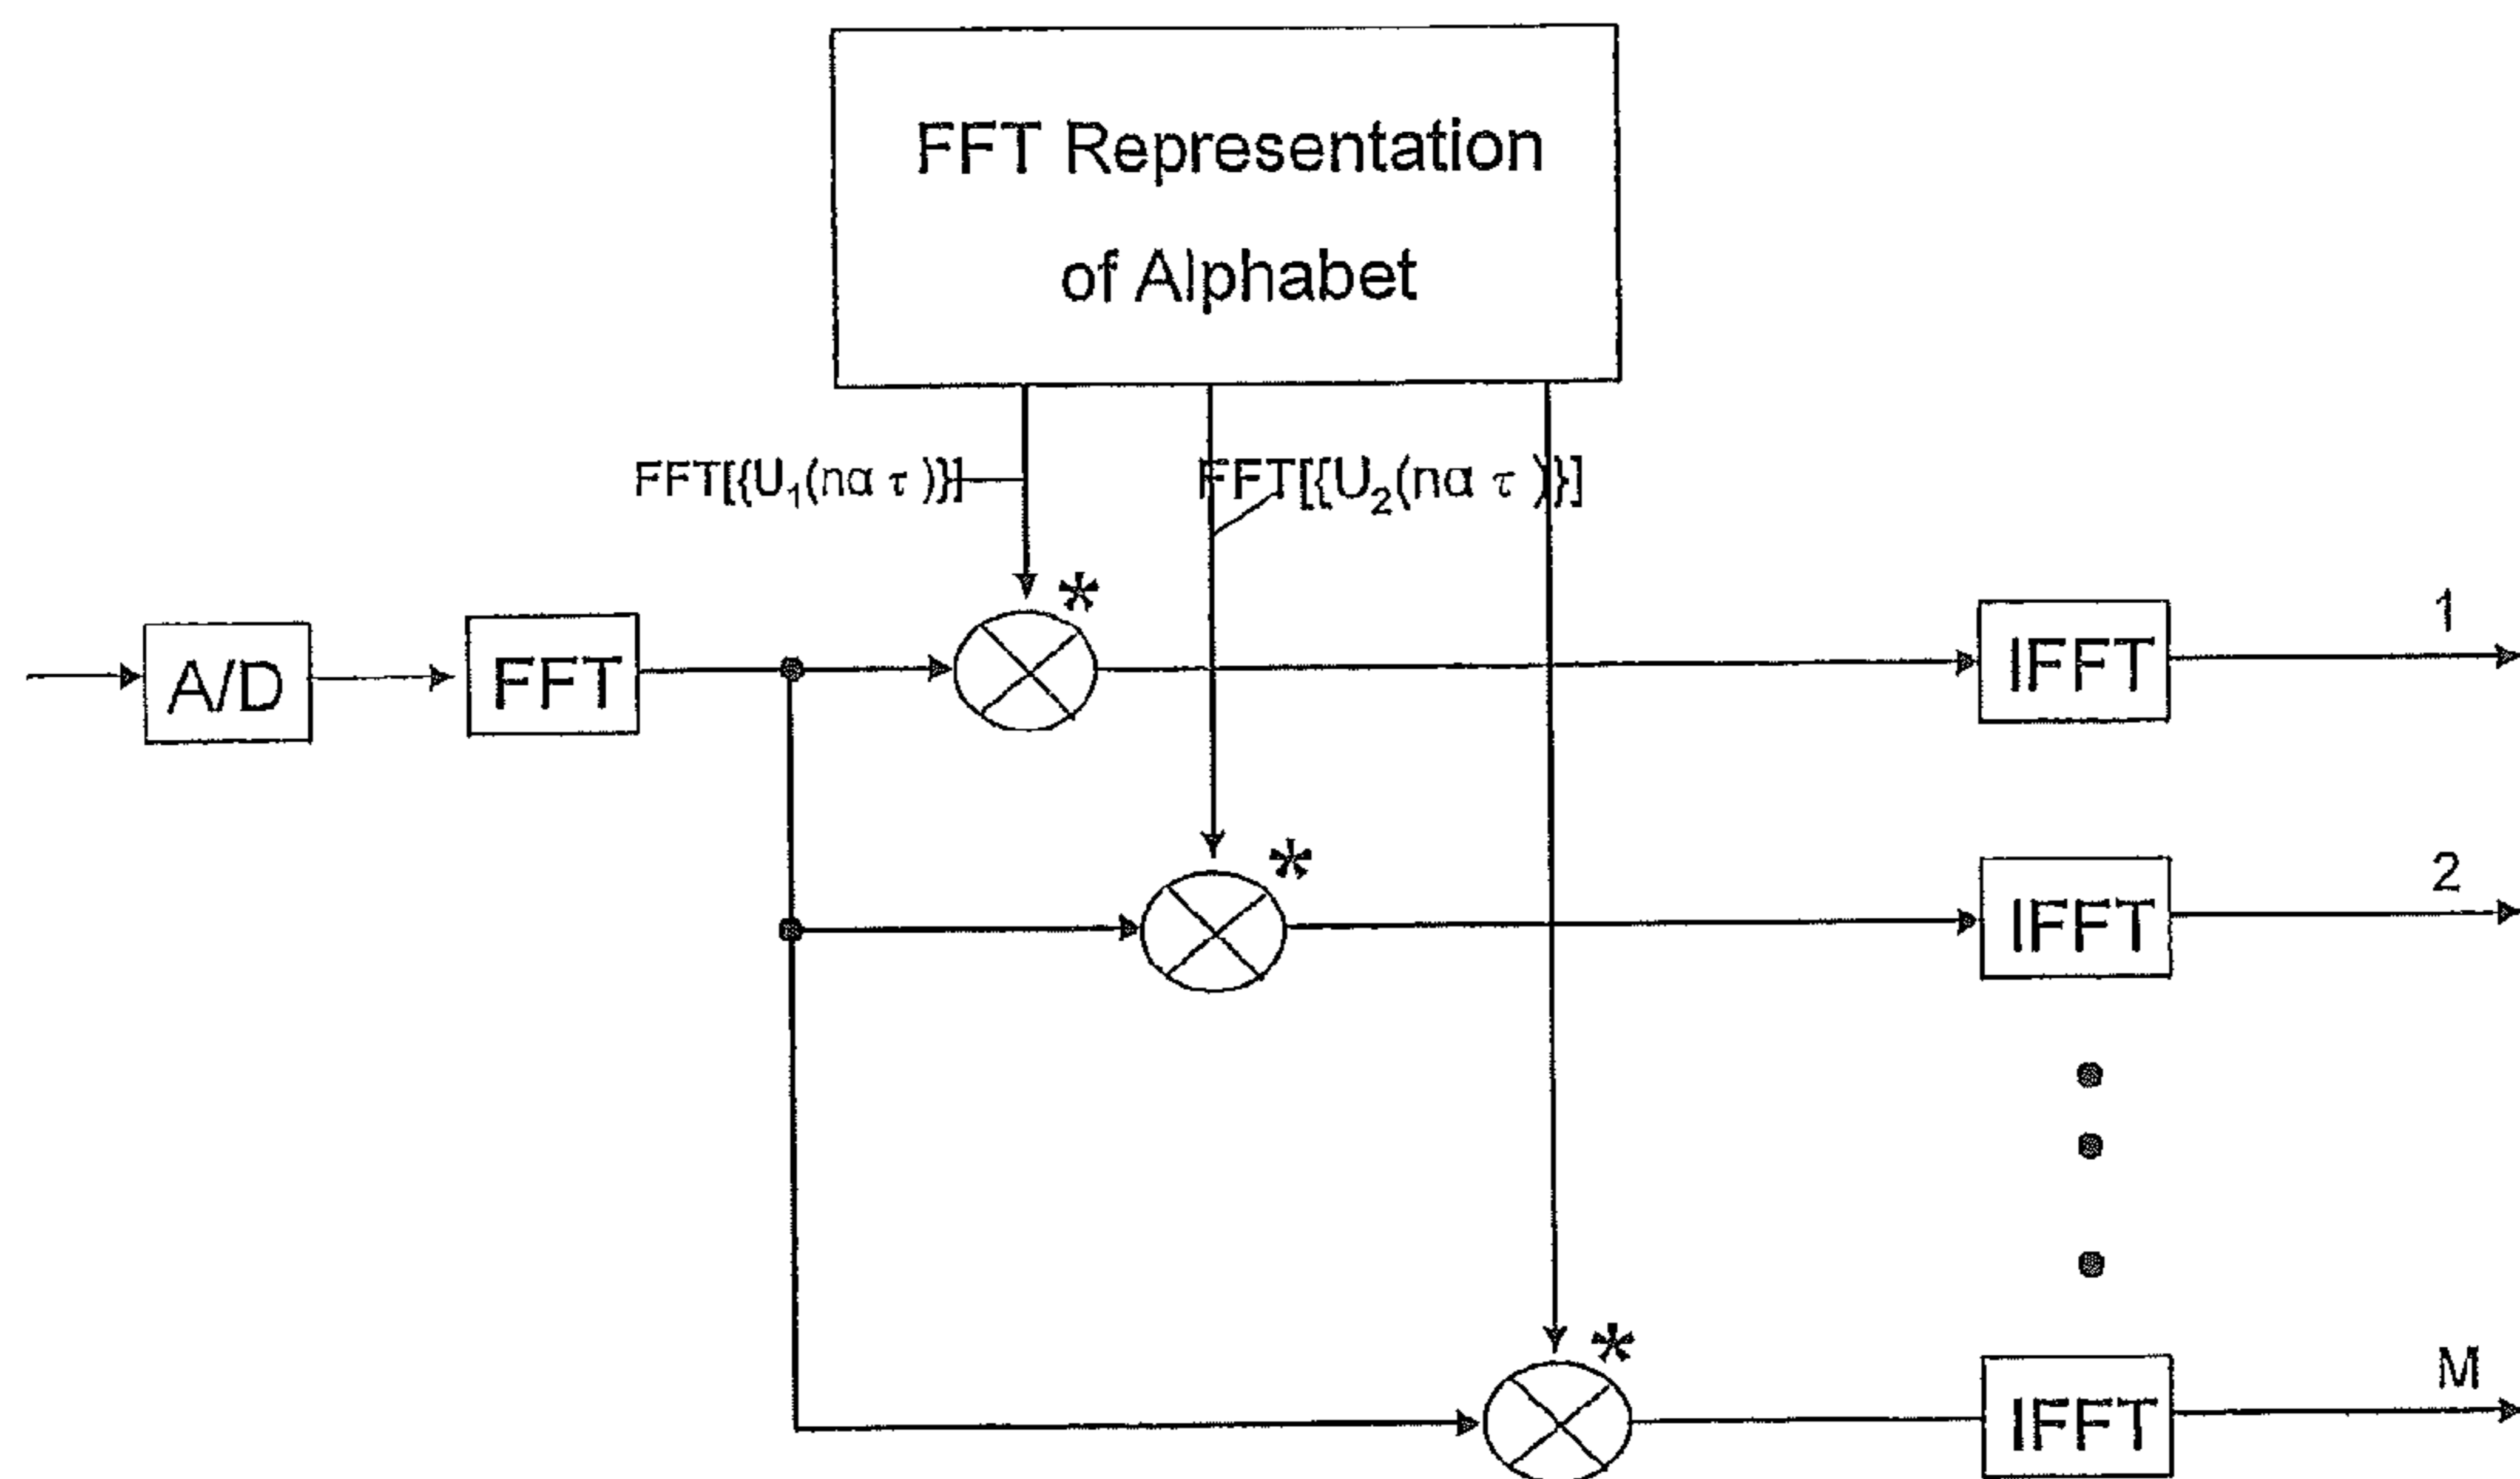 FFT Representation
of Alphabet
FFT[{U₁(nα τ )}]
FFT[{U₂(nα τ )}]
*
1
A/D
FFT
IFFT
*
2
IFFT
*
M
IFFT